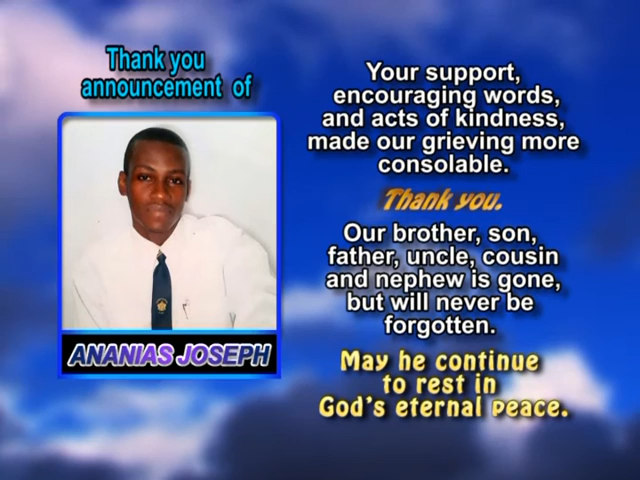 Thank you
announcement of
ANANIAS JOSEPH
Your support,
encouraging words,
and acts of kindness,
made our grieving more
consolable.
Thank you.
Our brother, son,
father, uncle, cousin
and nephew is gone,
but will never be
forgotten.
May he continue
to rest in
God's eternal peace.